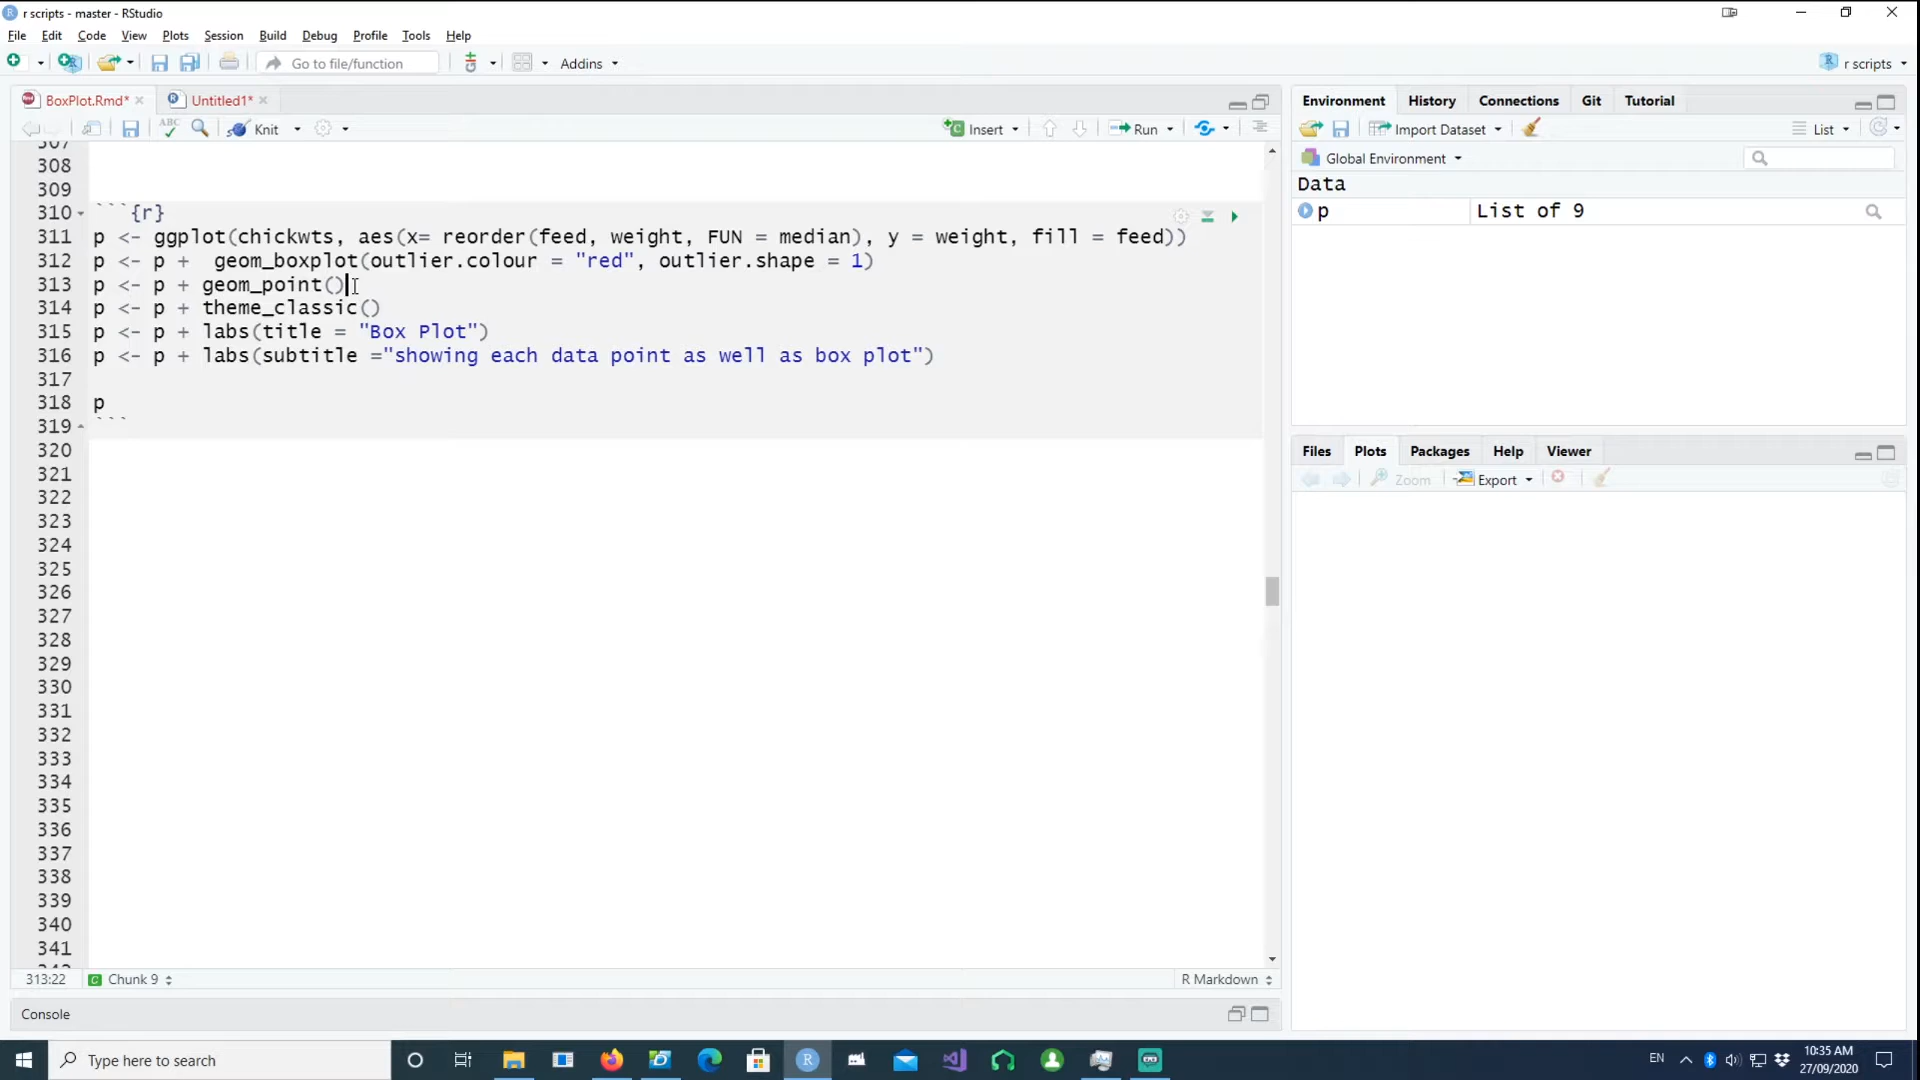 r scripts - master - RStudio
File Edit Code View Plots Session Build Debug Profile Tools Help
Go to file/function Addins r scripts
BoxPlot.Rmd* Untitled1*
ABC Knit Insert Run
308
309
310 ```{r}
311 p <- ggplot(chickwts, aes(x= reorder(feed, weight, FUN = median), y = weight, fill = feed))
312 p <- p +  geom_boxplot(outlier.colour = "red", outlier.shape = 1)
313 p <- p + geom_point()
314 p <- p + theme_classic()
315 p <- p + labs(title = "Box Plot")
316 p <- p + labs(subtitle ="showing each data point as well as box plot")
317
318 p
319 ```
320
321
322
323
324
325
326
327
328
329
330
331
332
333
334
335
336
337
338
339
340
341
313:22 Chunk 9 R Markdown
Console
Environment History Connections Git Tutorial
Import Dataset List
Global Environment
Data
p List of 9
Files Plots Packages Help Viewer
Zoom Export
Type here to search
EN 10:35 AM
27/09/2020